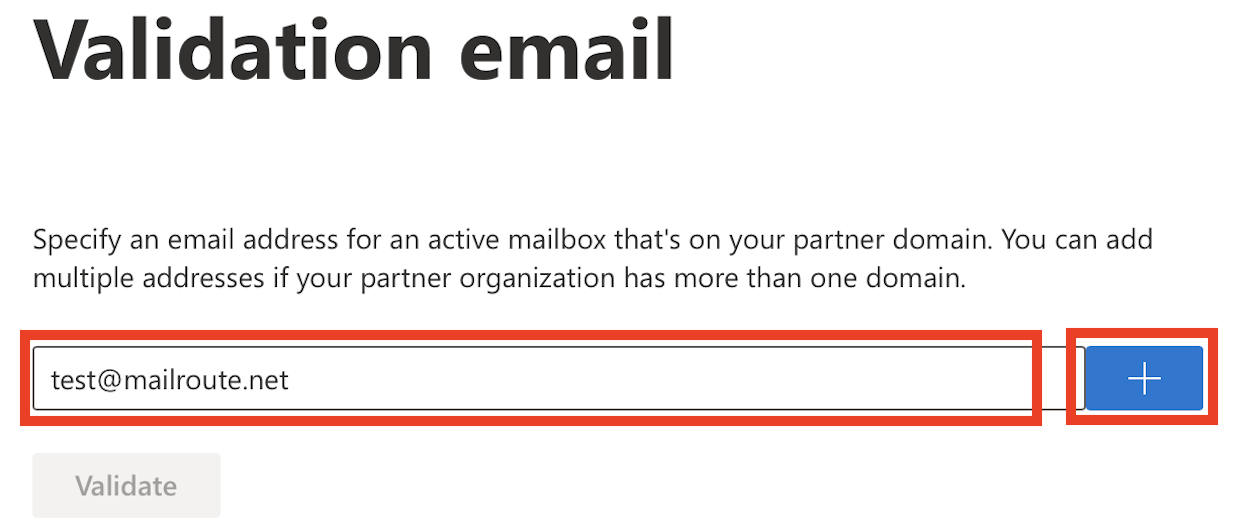 Validation email
Specify an email address for an active mailbox that's on your partner domain. You can add
multiple addresses if your partner organization has more than one domain.
test@mailroute.net
Validate